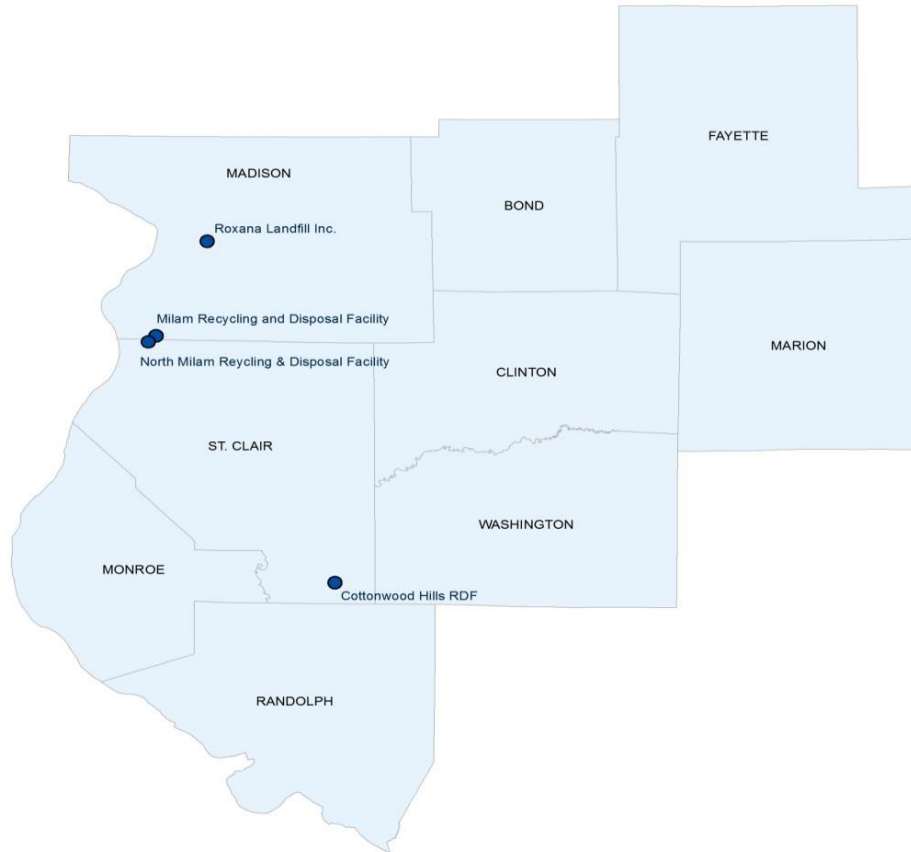 FAYETTE
MADISON
BOND
Roxana Landfill Inc.
Milam Recycling and Disposal Facility
North Milam Reycling & Disposal Facility
MARION
CLINTON
ST. CLAIR
WASHINGTON
MONROE
Cottonwood Hills RDF
RANDOLPH